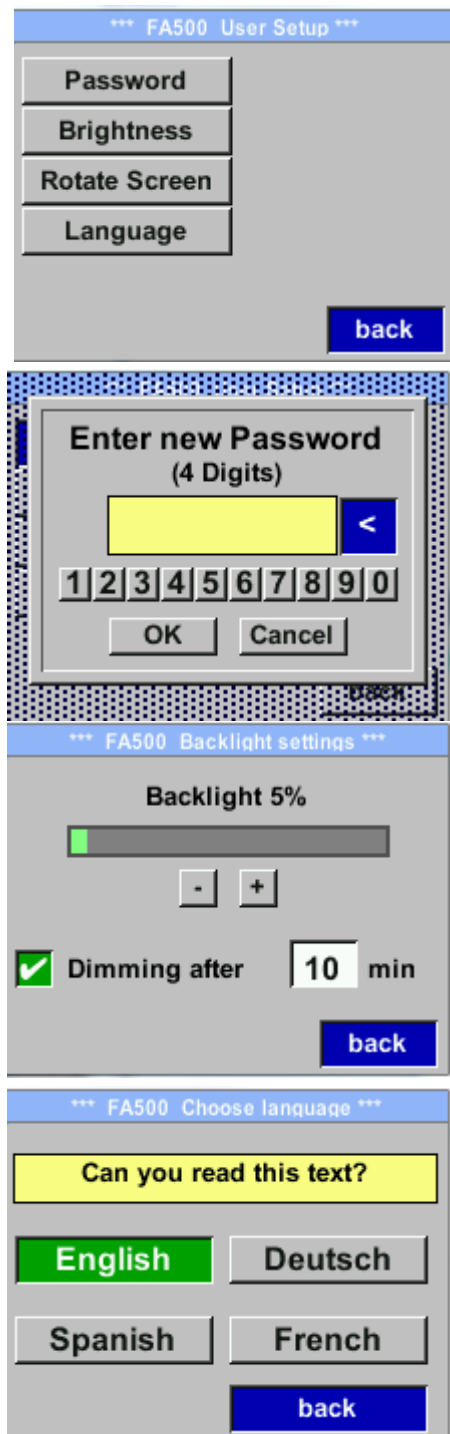 *** FA500 User Setup ***
Password
Brightness
Rotate Screen
Language
back
Enter new Password
(4 Digits)
<
1 2 3 4 5 6 7 8 9 0
OK Cancel
back
*** FA500 Backlight settings ***
Backlight 5%
- +
Dimming after 10 min
back
*** FA500 Choose language ***
Can you read this text?
English Deutsch
Spanish French
back